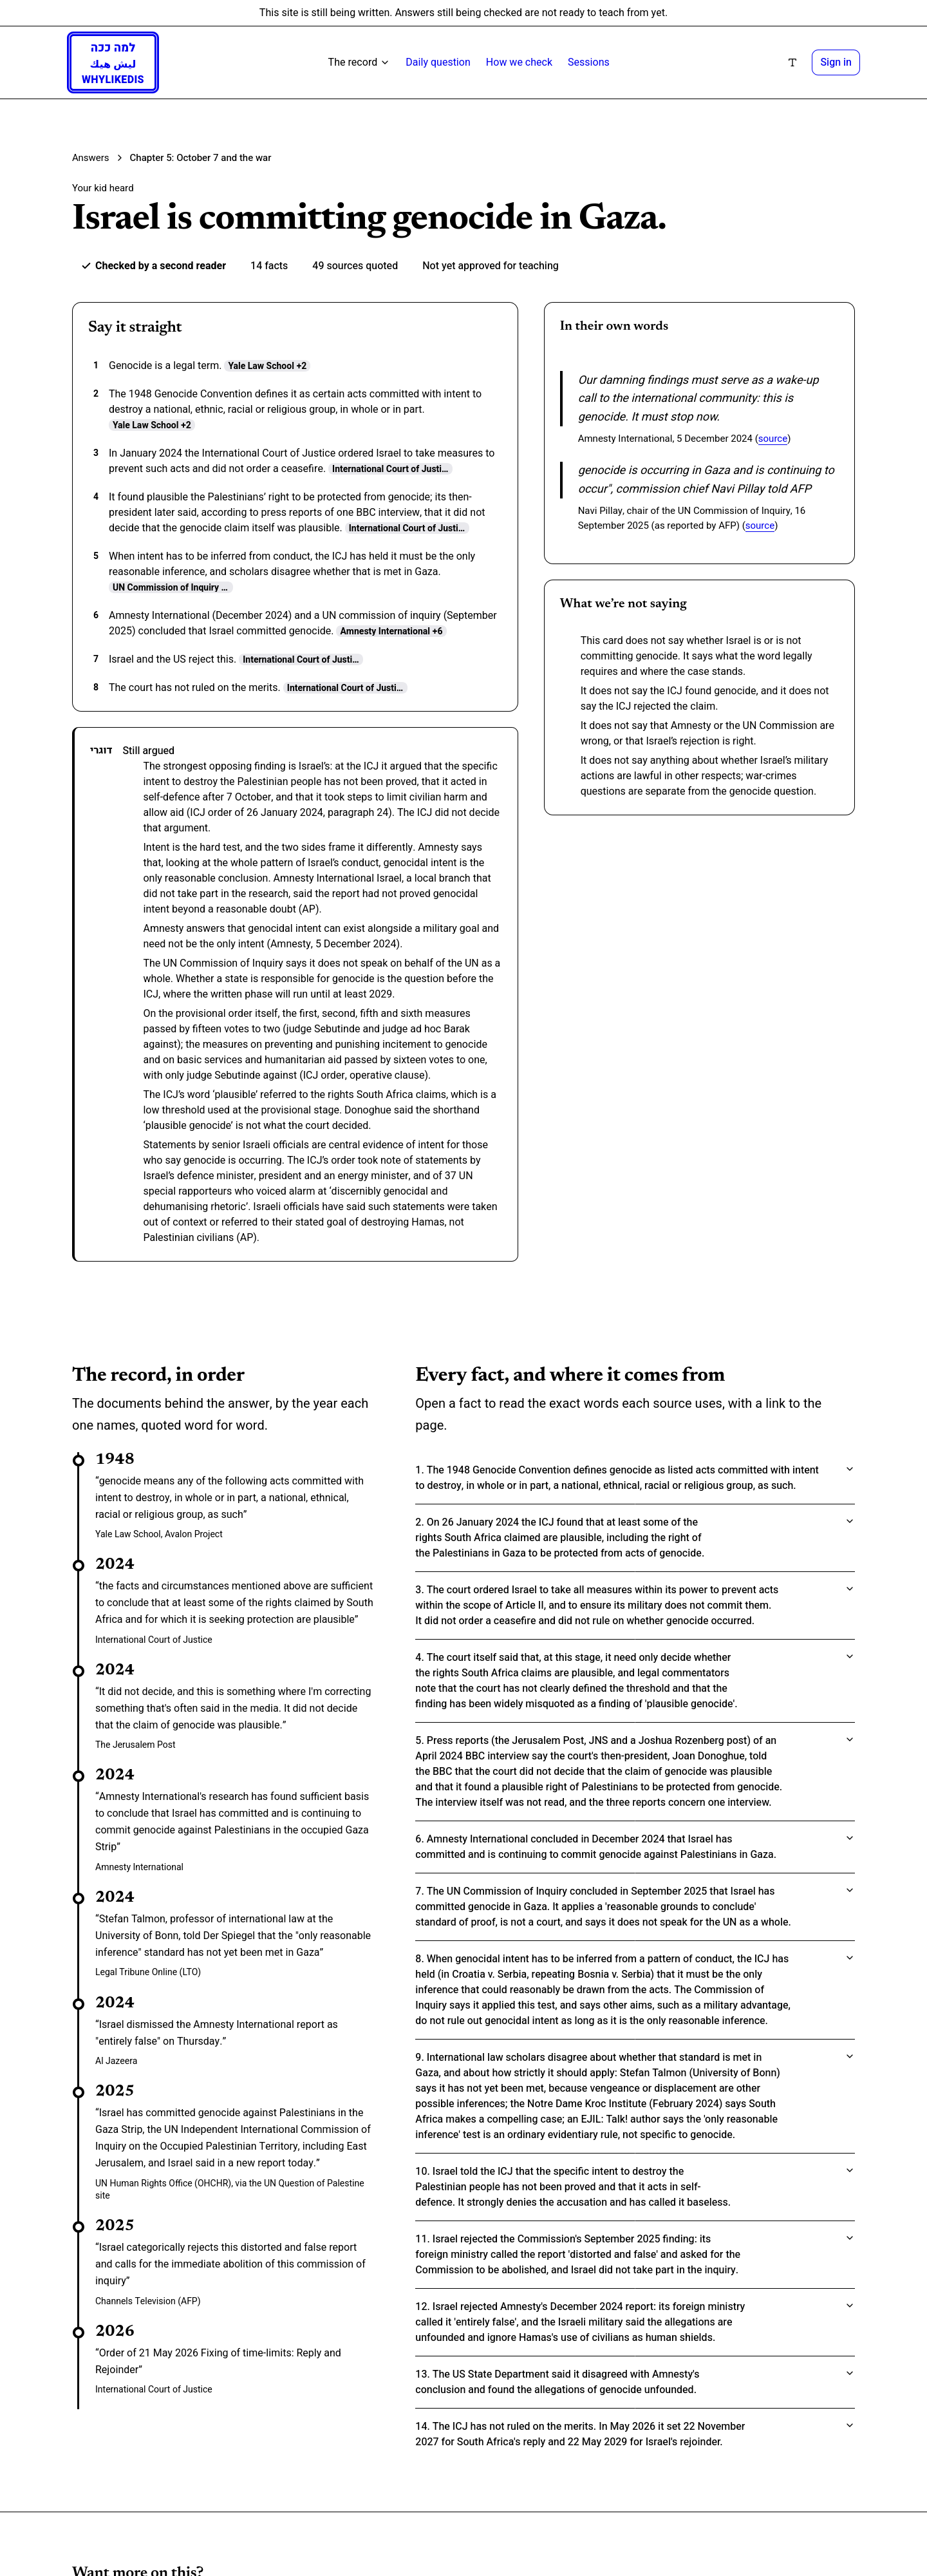 This site is still being written. Answers still being checked are not ready to teach from yet.
למה ככה
ليش هيك
WHYLIKEDIS
The record
Daily question
How we check
Sessions
Sign in
Answers
Chapter 5: October 7 and the war
Your kid heard
Israel is committing genocide in Gaza.
Checked by a second reader
14 facts
49 sources quoted
Not yet approved for teaching
Say it straight
1 Genocide is a legal term. Yale Law School +2
2 The 1948 Genocide Convention defines it as certain acts committed with intent to
destroy a national, ethnic, racial or religious group, in whole or in part.
Yale Law School +2
3 In January 2024 the International Court of Justice ordered Israel to take measures to
prevent such acts and did not order a ceasefire. International Court of Justi…
4 It found plausible the Palestinians’ right to be protected from genocide; its then-
president later said, according to press reports of one BBC interview, that it did not
decide that the genocide claim itself was plausible. International Court of Justi…
5 When intent has to be inferred from conduct, the ICJ has held it must be the only
reasonable inference, and scholars disagree whether that is met in Gaza.
UN Commission of Inquiry …
6 Amnesty International (December 2024) and a UN commission of inquiry (September
2025) concluded that Israel committed genocide. Amnesty International +6
7 Israel and the US reject this. International Court of Justi…
8 The court has not ruled on the merits. International Court of Justi…
דוגרי Still argued
The strongest opposing finding is Israel’s: at the ICJ it argued that the specific
intent to destroy the Palestinian people has not been proved, that it acted in
self-defence after 7 October, and that it took steps to limit civilian harm and
allow aid (ICJ order of 26 January 2024, paragraph 24). The ICJ did not decide
that argument.
Intent is the hard test, and the two sides frame it differently. Amnesty says
that, looking at the whole pattern of Israel’s conduct, genocidal intent is the
only reasonable conclusion. Amnesty International Israel, a local branch that
did not take part in the research, said the report had not proved genocidal
intent beyond a reasonable doubt (AP).
Amnesty answers that genocidal intent can exist alongside a military goal and
need not be the only intent (Amnesty, 5 December 2024).
The UN Commission of Inquiry says it does not speak on behalf of the UN as a
whole. Whether a state is responsible for genocide is the question before the
ICJ, where the written phase will run until at least 2029.
On the provisional order itself, the first, second, fifth and sixth measures
passed by fifteen votes to two (judge Sebutinde and judge ad hoc Barak
against); the measures on preventing and punishing incitement to genocide
and on basic services and humanitarian aid passed by sixteen votes to one,
with only judge Sebutinde against (ICJ order, operative clause).
The ICJ’s word ‘plausible’ referred to the rights South Africa claims, which is a
low threshold used at the provisional stage. Donoghue said the shorthand
‘plausible genocide’ is not what the court decided.
Statements by senior Israeli officials are central evidence of intent for those
who say genocide is occurring. The ICJ’s order took note of statements by
Israel’s defence minister, president and an energy minister, and of 37 UN
special rapporteurs who voiced alarm at ‘discernibly genocidal and
dehumanising rhetoric’. Israeli officials have said such statements were taken
out of context or referred to their stated goal of destroying Hamas, not
Palestinian civilians (AP).
In their own words
Our damning findings must serve as a wake-up
call to the international community: this is
genocide. It must stop now.
Amnesty International, 5 December 2024 (source)
genocide is occurring in Gaza and is continuing to
occur", commission chief Navi Pillay told AFP
Navi Pillay, chair of the UN Commission of Inquiry, 16
September 2025 (as reported by AFP) (source)
What we’re not saying
This card does not say whether Israel is or is not
committing genocide. It says what the word legally
requires and where the case stands.
It does not say the ICJ found genocide, and it does not
say the ICJ rejected the claim.
It does not say that Amnesty or the UN Commission are
wrong, or that Israel’s rejection is right.
It does not say anything about whether Israel’s military
actions are lawful in other respects; war-crimes
questions are separate from the genocide question.
The record, in order
The documents behind the answer, by the year each
one names, quoted word for word.
1948
“genocide means any of the following acts committed with
intent to destroy, in whole or in part, a national, ethnical,
racial or religious group, as such”
Yale Law School, Avalon Project
2024
“the facts and circumstances mentioned above are sufficient
to conclude that at least some of the rights claimed by South
Africa and for which it is seeking protection are plausible”
International Court of Justice
2024
“It did not decide, and this is something where I'm correcting
something that's often said in the media. It did not decide
that the claim of genocide was plausible.”
The Jerusalem Post
2024
“Amnesty International's research has found sufficient basis
to conclude that Israel has committed and is continuing to
commit genocide against Palestinians in the occupied Gaza
Strip”
Amnesty International
2024
“Stefan Talmon, professor of international law at the
University of Bonn, told Der Spiegel that the "only reasonable
inference" standard has not yet been met in Gaza”
Legal Tribune Online (LTO)
2024
“Israel dismissed the Amnesty International report as
"entirely false" on Thursday.”
Al Jazeera
2025
“Israel has committed genocide against Palestinians in the
Gaza Strip, the UN Independent International Commission of
Inquiry on the Occupied Palestinian Territory, including East
Jerusalem, and Israel said in a new report today.”
UN Human Rights Office (OHCHR), via the UN Question of Palestine
site
2025
“Israel categorically rejects this distorted and false report
and calls for the immediate abolition of this commission of
inquiry”
Channels Television (AFP)
2026
“Order of 21 May 2026 Fixing of time-limits: Reply and
Rejoinder”
International Court of Justice
Every fact, and where it comes from
Open a fact to read the exact words each source uses, with a link to the
page.
1. The 1948 Genocide Convention defines genocide as listed acts committed with intent
to destroy, in whole or in part, a national, ethnical, racial or religious group, as such.
2. On 26 January 2024 the ICJ found that at least some of the
rights South Africa claimed are plausible, including the right of
the Palestinians in Gaza to be protected from acts of genocide.
3. The court ordered Israel to take all measures within its power to prevent acts
within the scope of Article II, and to ensure its military does not commit them.
It did not order a ceasefire and did not rule on whether genocide occurred.
4. The court itself said that, at this stage, it need only decide whether
the rights South Africa claims are plausible, and legal commentators
note that the court has not clearly defined the threshold and that the
finding has been widely misquoted as a finding of 'plausible genocide'.
5. Press reports (the Jerusalem Post, JNS and a Joshua Rozenberg post) of an
April 2024 BBC interview say the court's then-president, Joan Donoghue, told
the BBC that the court did not decide that the claim of genocide was plausible
and that it found a plausible right of Palestinians to be protected from genocide.
The interview itself was not read, and the three reports concern one interview.
6. Amnesty International concluded in December 2024 that Israel has
committed and is continuing to commit genocide against Palestinians in Gaza.
7. The UN Commission of Inquiry concluded in September 2025 that Israel has
committed genocide in Gaza. It applies a 'reasonable grounds to conclude'
standard of proof, is not a court, and says it does not speak for the UN as a whole.
8. When genocidal intent has to be inferred from a pattern of conduct, the ICJ has
held (in Croatia v. Serbia, repeating Bosnia v. Serbia) that it must be the only
inference that could reasonably be drawn from the acts. The Commission of
Inquiry says it applied this test, and says other aims, such as a military advantage,
do not rule out genocidal intent as long as it is the only reasonable inference.
9. International law scholars disagree about whether that standard is met in
Gaza, and about how strictly it should apply: Stefan Talmon (University of Bonn)
says it has not yet been met, because vengeance or displacement are other
possible inferences; the Notre Dame Kroc Institute (February 2024) says South
Africa makes a compelling case; an EJIL: Talk! author says the 'only reasonable
inference' test is an ordinary evidentiary rule, not specific to genocide.
10. Israel told the ICJ that the specific intent to destroy the
Palestinian people has not been proved and that it acts in self-
defence. It strongly denies the accusation and has called it baseless.
11. Israel rejected the Commission's September 2025 finding: its
foreign ministry called the report 'distorted and false' and asked for the
Commission to be abolished, and Israel did not take part in the inquiry.
12. Israel rejected Amnesty's December 2024 report: its foreign ministry
called it 'entirely false', and the Israeli military said the allegations are
unfounded and ignore Hamas's use of civilians as human shields.
13. The US State Department said it disagreed with Amnesty's
conclusion and found the allegations of genocide unfounded.
14. The ICJ has not ruled on the merits. In May 2026 it set 22 November
2027 for South Africa's reply and 22 May 2029 for Israel's rejoinder.
Want more on this?